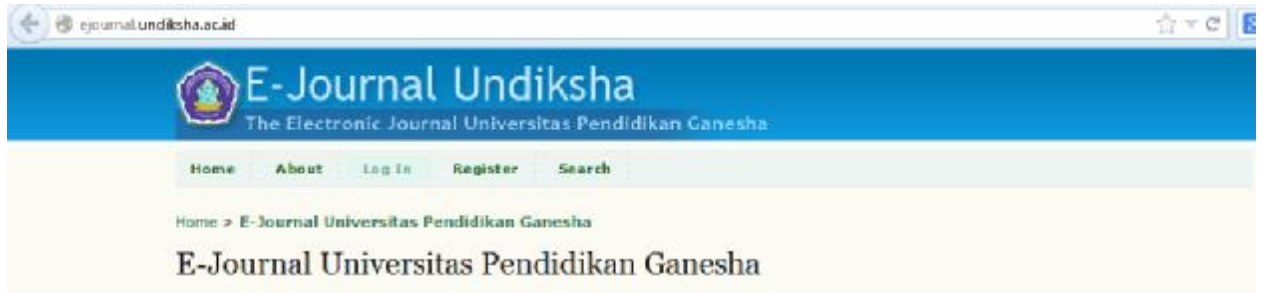 ejournal.undiksha.ac.id
E-Journal Undiksha
The Electronic Journal Universitas Pendidikan Ganesha
Home About Log In Register Search
Home > E-Journal Universitas Pendidikan Ganesha
E-Journal Universitas Pendidikan Ganesha